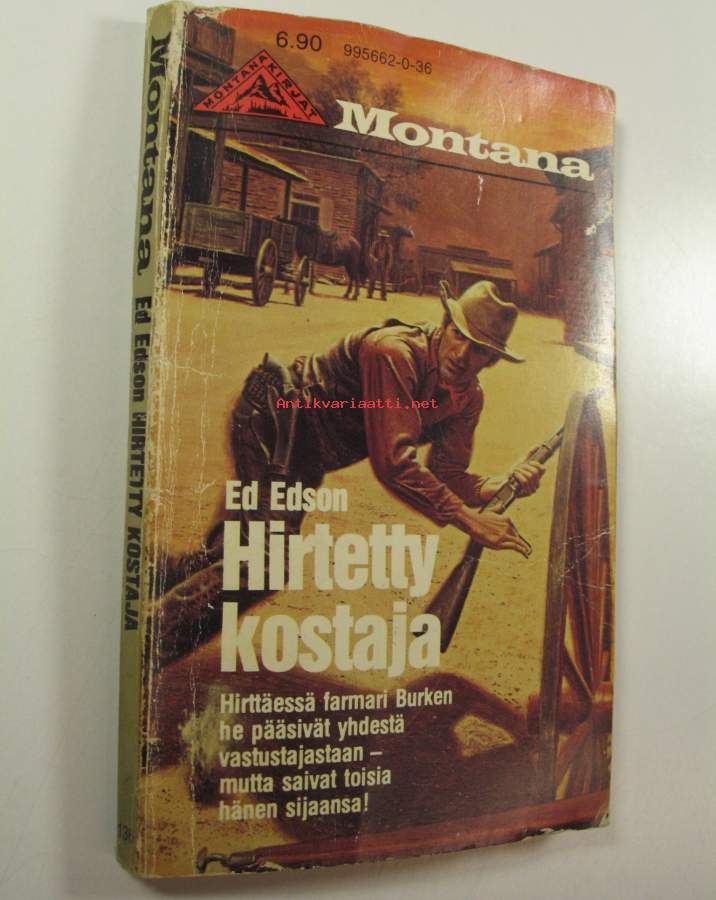 6.90 995662-0-36
MONTANAKIRJAT
Montana
Ed Edson
Hirtetty
kostaja
Hirttäessä farmari Burken
he pääsivät yhdestä
vastustajastaan –
mutta saivat toisia
hänen sijaansa!
Montana Ed Edson HIRTETTY KOSTAJA
Antikvariaatti.net